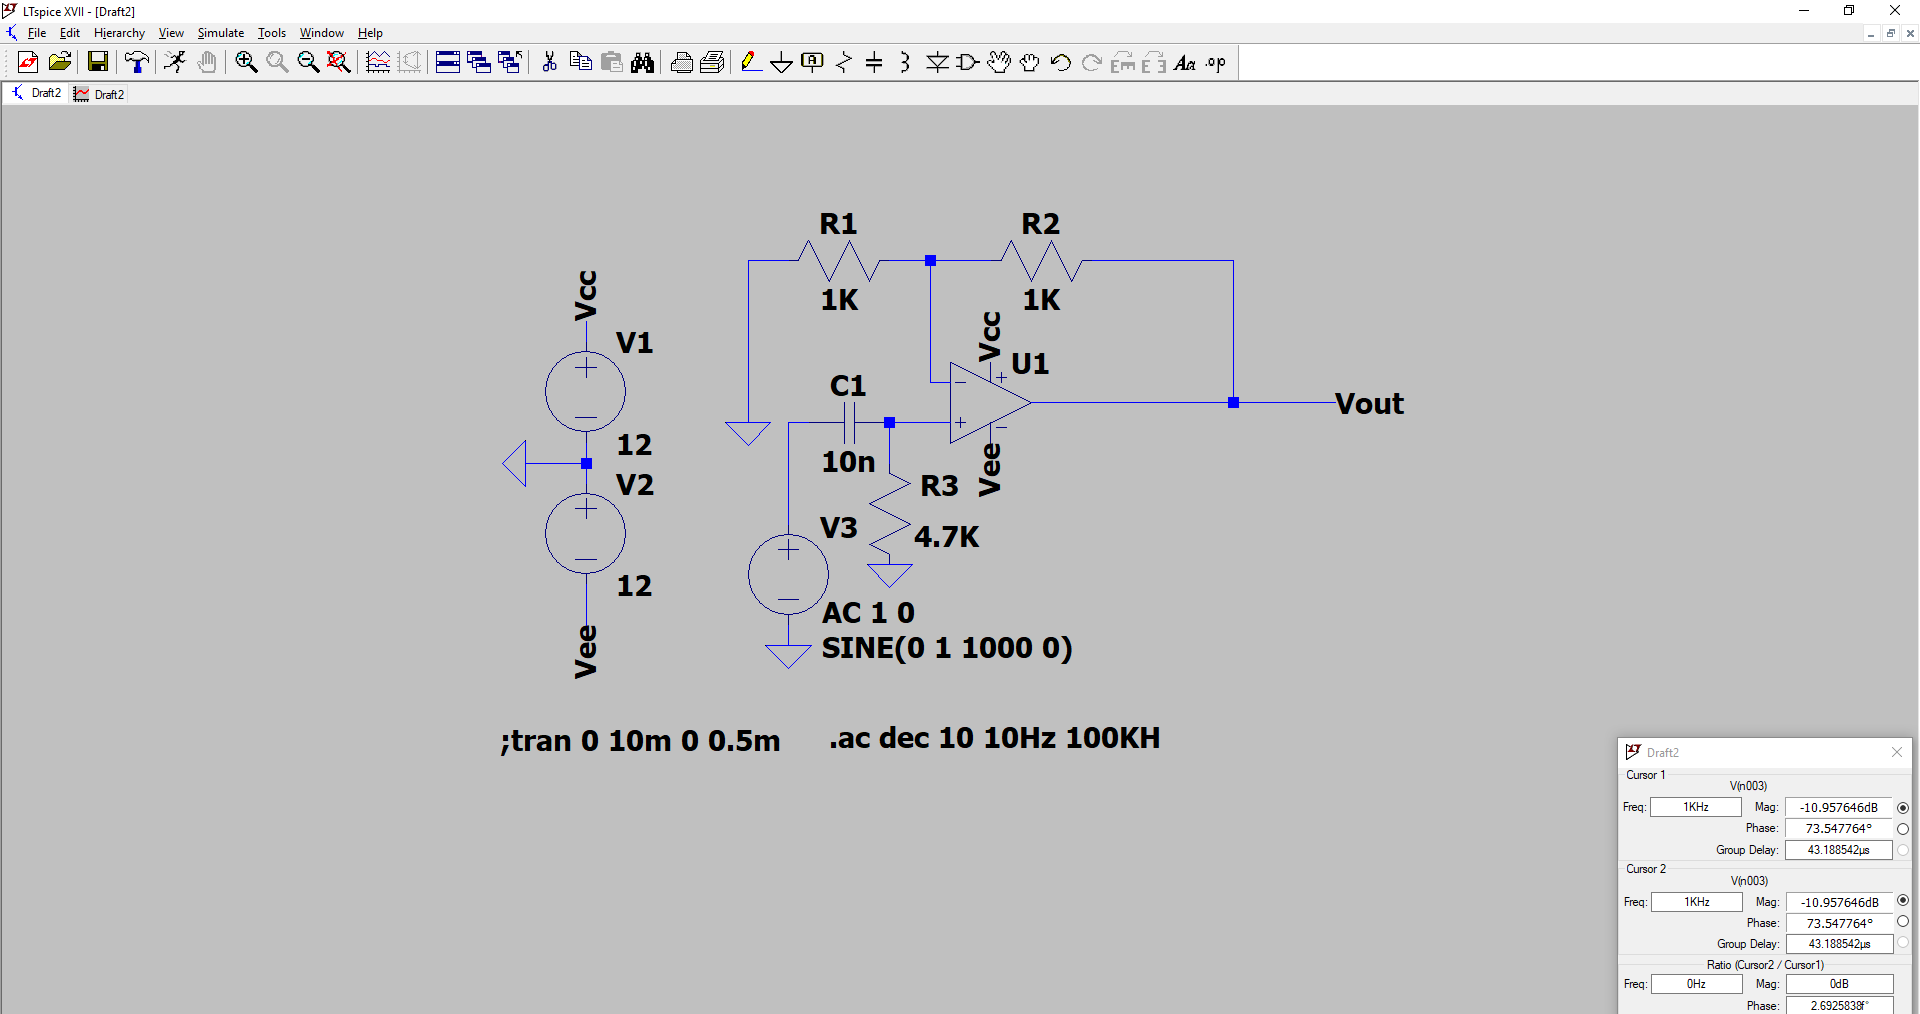 LTspice XVII - [Draft2]
File Edit Hierarchy View Simulate Tools Window Help
Draft2 Draft2
R1
1K
R2
1K
Vcc
V1
12
V2
12
Vee
C1
10n
Vcc
U1
Vee
Vout
R3
4.7K
V3
AC 1 0
SINE(0 1 1000 0)
;tran 0 10m 0 0.5m
.ac dec 10 10Hz 100KH
Draft2
Cursor 1
V(n003)
Freq: 1KHz Mag: -10.957646dB
Phase: 73.547764°
Group Delay: 43.188542µs
Cursor 2
V(n003)
Freq: 1KHz Mag: -10.957646dB
Phase: 73.547764°
Group Delay: 43.188542µs
Ratio (Cursor2 / Cursor1)
Freq: 0Hz Mag: 0dB
Phase: 2.6925838f°